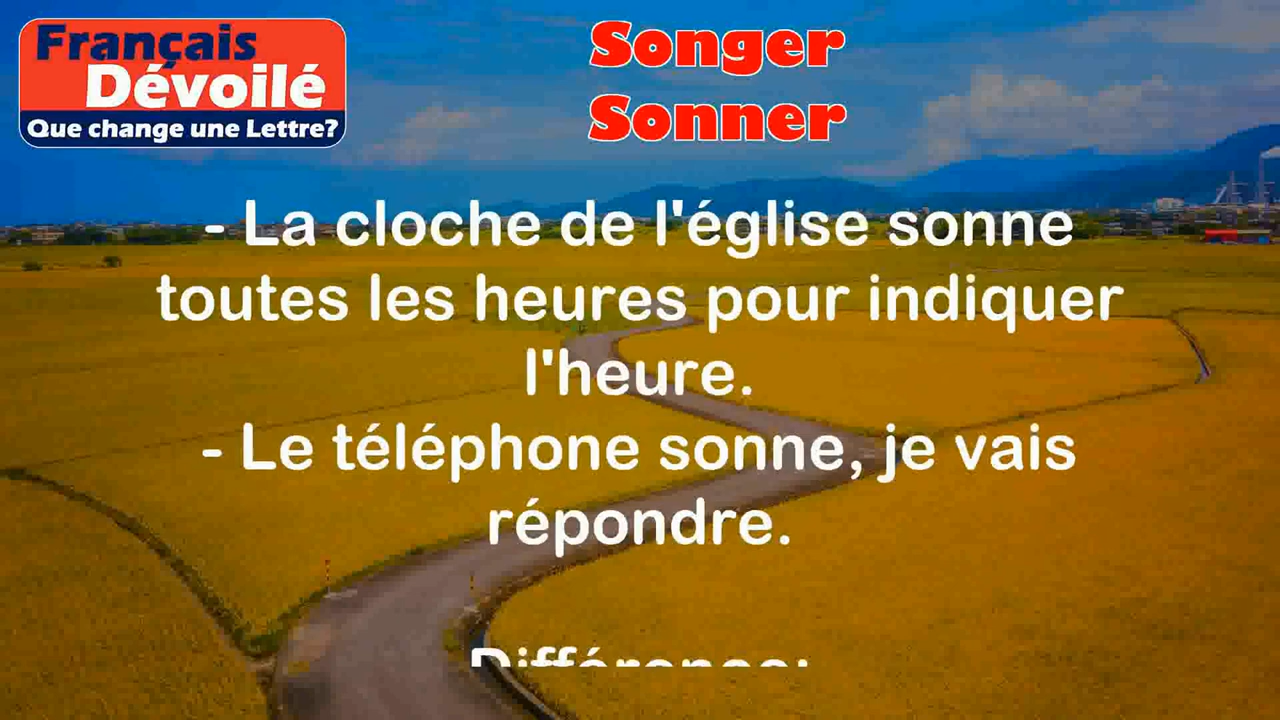 Français
Dévoilé
Que change une Lettre?
Songer
Sonner
- La cloche de l'église sonne
toutes les heures pour indiquer
l'heure.
- Le téléphone sonne, je vais
répondre.
Différence: